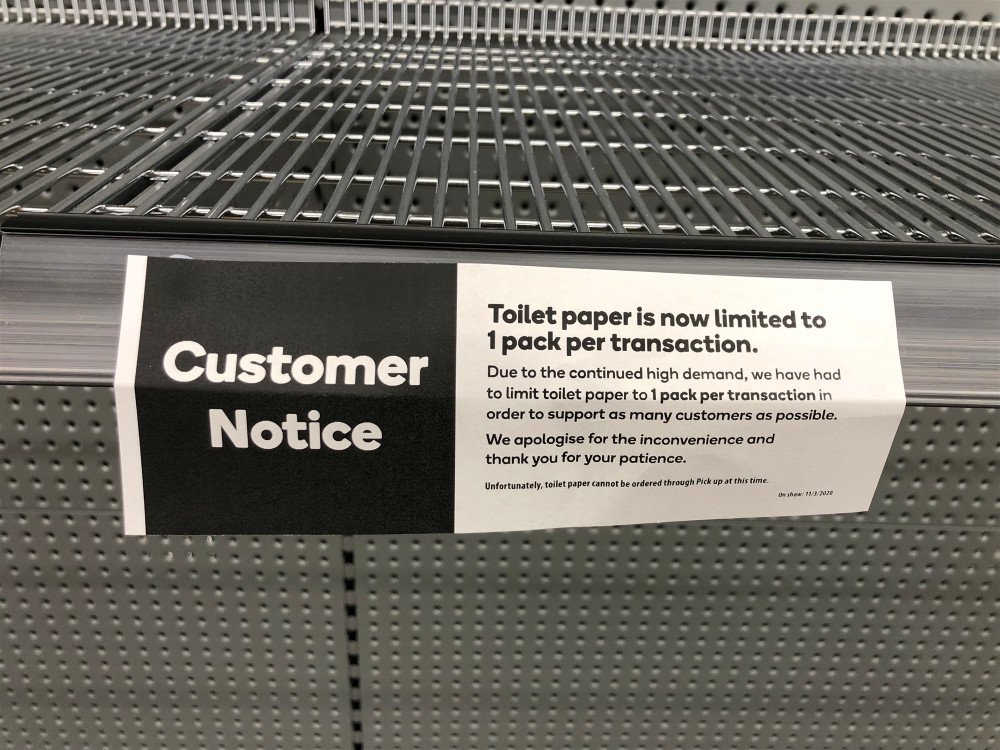 Customer
Notice
Toilet paper is now limited to
1 pack per transaction.
Due to the continued high demand, we have had
to limit toilet paper to 1 pack per transaction in
order to support as many customers as possible.
We apologise for the inconvenience and
thank you for your patience.
Unfortunately, toilet paper cannot be ordered through Pick up at this time.
On show: 11/3/2020